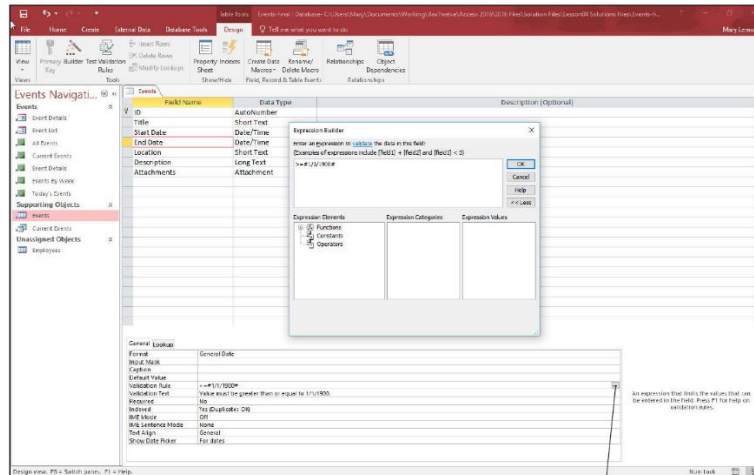 Table Tools
File Home Create External Data Database Tools Design Tell me what you want to do
View Primary Key Builder Test Validation Rules Insert Rows Delete Rows Modify Lookups Property Sheet Indexes Create Data Macros Rename/Delete Macro Relationships Object Dependencies
Views Tools Show/Hide Field, Record & Table Events Relationships
Events Navigati...
Events
Event Details
Event List
All Events
Current Events
Event Details
Events By Week
Today's Events
Supporting Objects
Events
Current Events
Unassigned Objects
Employees
Events
Field Name Data Type Description (Optional)
ID AutoNumber
Title Short Text
Start Date Date/Time
End Date Date/Time
Location Short Text
Description Long Text
Attachments Attachment
Expression Builder
Enter an Expression to validate the data in this field:
(Examples of expressions include [field1] + [field2] and [field1] < 5)
>=#1/1/1900#
OK
Cancel
Help
<< Less
Expression Elements Expression Categories Expression Values
Functions
Constants
Operators
General Lookup
Format General Date
Input Mask
Caption
Default Value
Validation Rule >=#1/1/1900#
Validation Text Value must be greater than or equal to 1/1/1900.
Required No
Indexed Yes (Duplicates OK)
IME Mode Off
IME Sentence Mode None
Text Align General
Show Date Picker For dates
An expression that limits the values that can be entered in the field. Press F1 for help on validation rules.
Design view. F6 = Switch panes. F1 = Help.
Num Lock